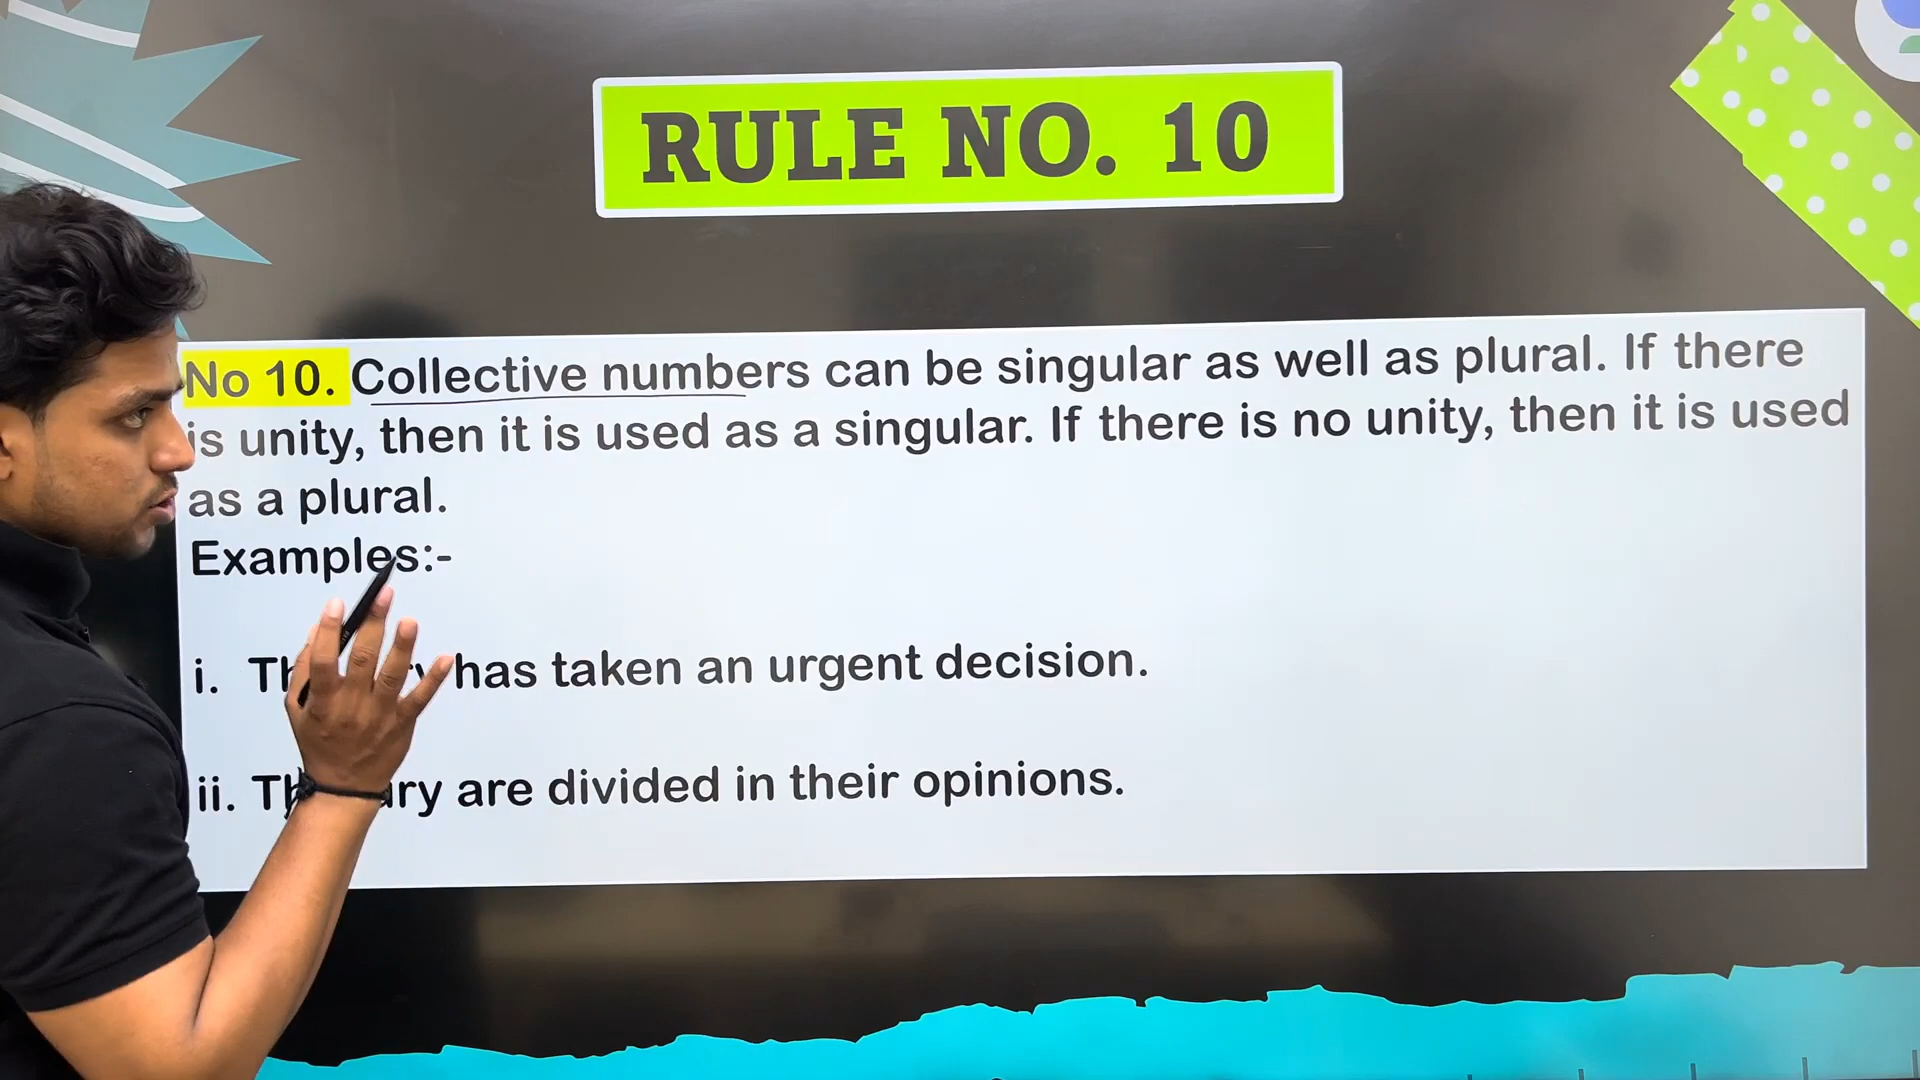 RULE NO. 10
No 10. Collective numbers can be singular as well as plural. If there
is unity, then it is used as a singular. If there is no unity, then it is used
as a plural.
Examples:-
i. has taken an urgent decision.
ii. are divided in their opinions.